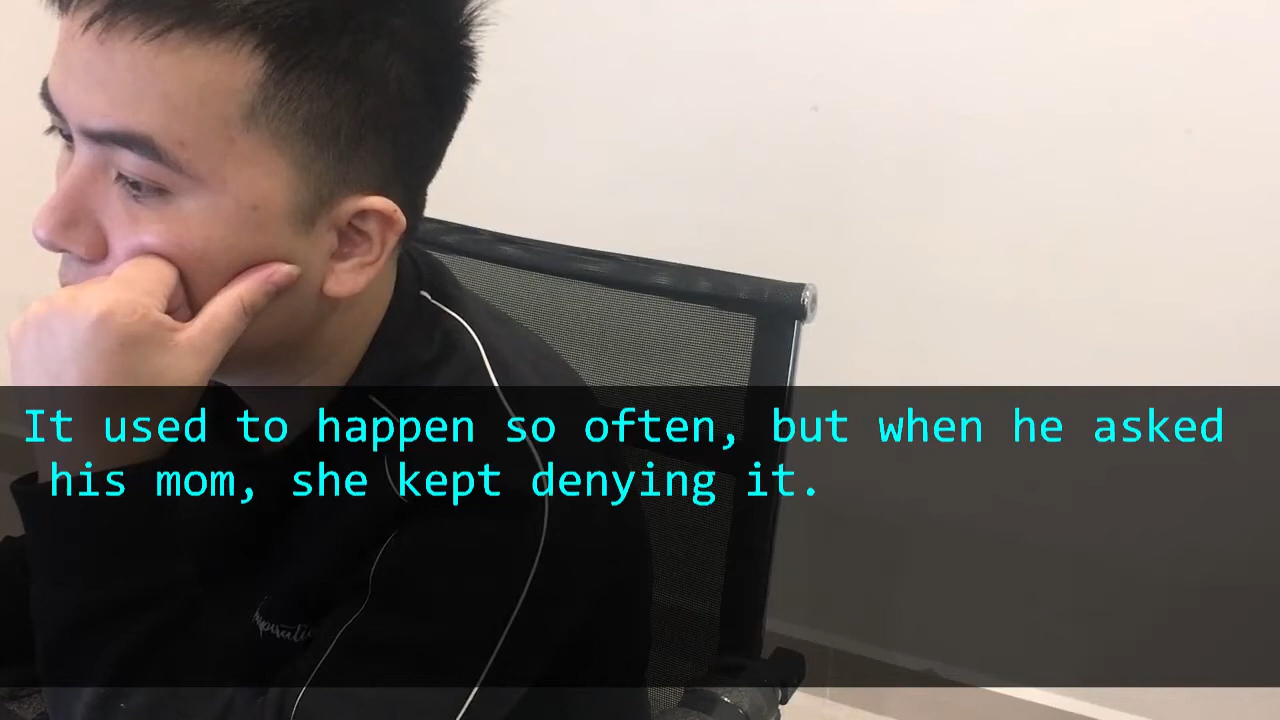 It used to happen so often, but when he asked
his mom, she kept denying it.